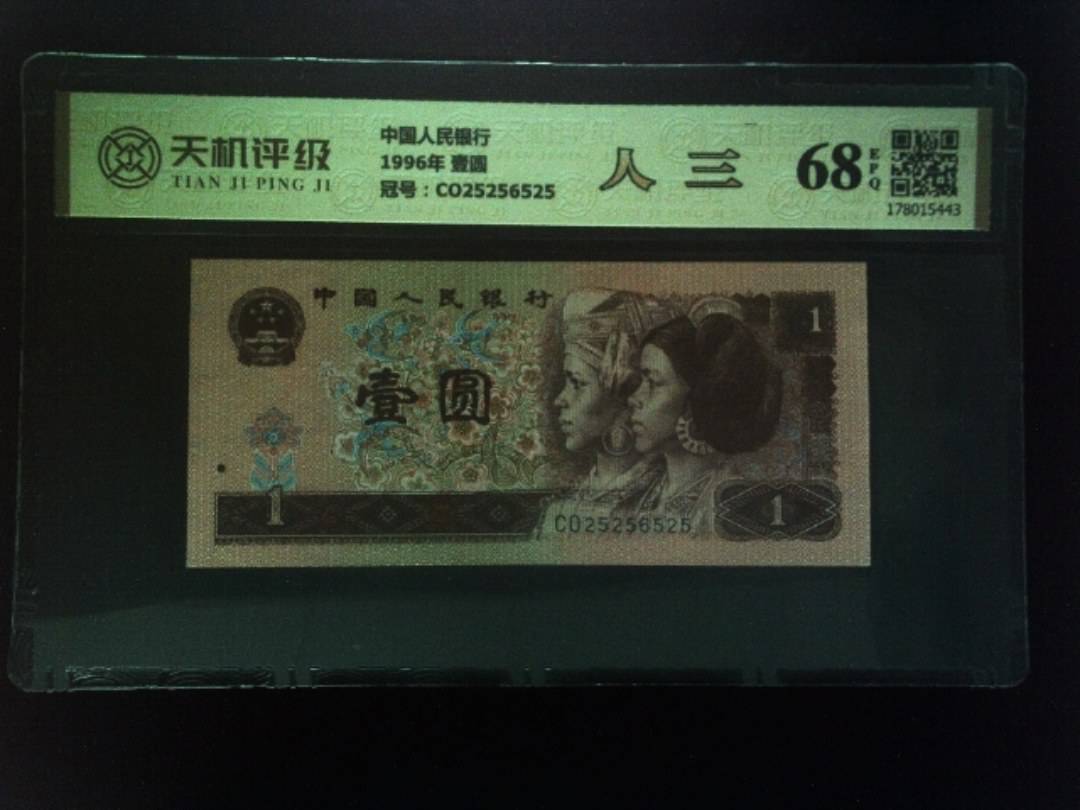 天机评级
TIAN JI PING JI
中国人民银行
1996年 壹圆
冠号：CO25256525
人 三
68
EPQ
178015443
中國人民銀行
1
壹圆
1
CO25256525
1